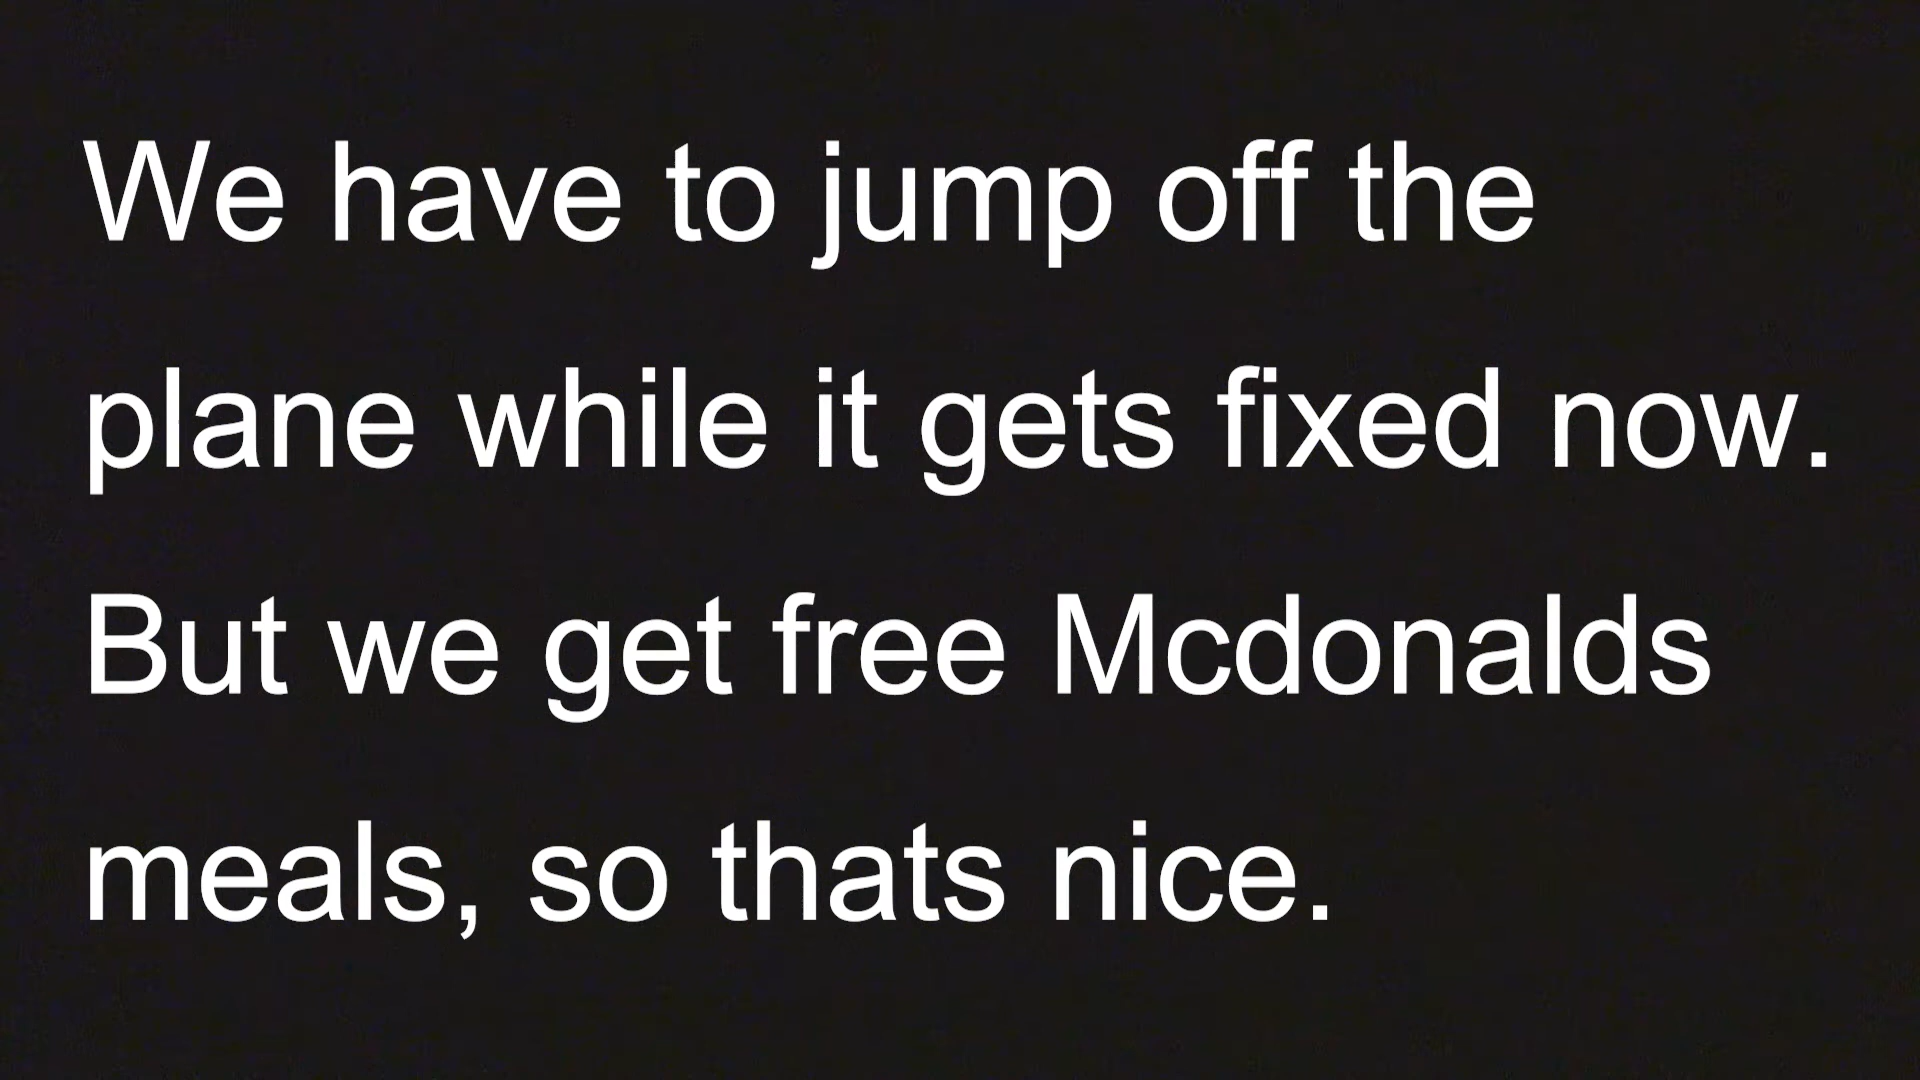 We have to jump off the
plane while it gets fixed now.
But we get free Mcdonalds
meals, so thats nice.